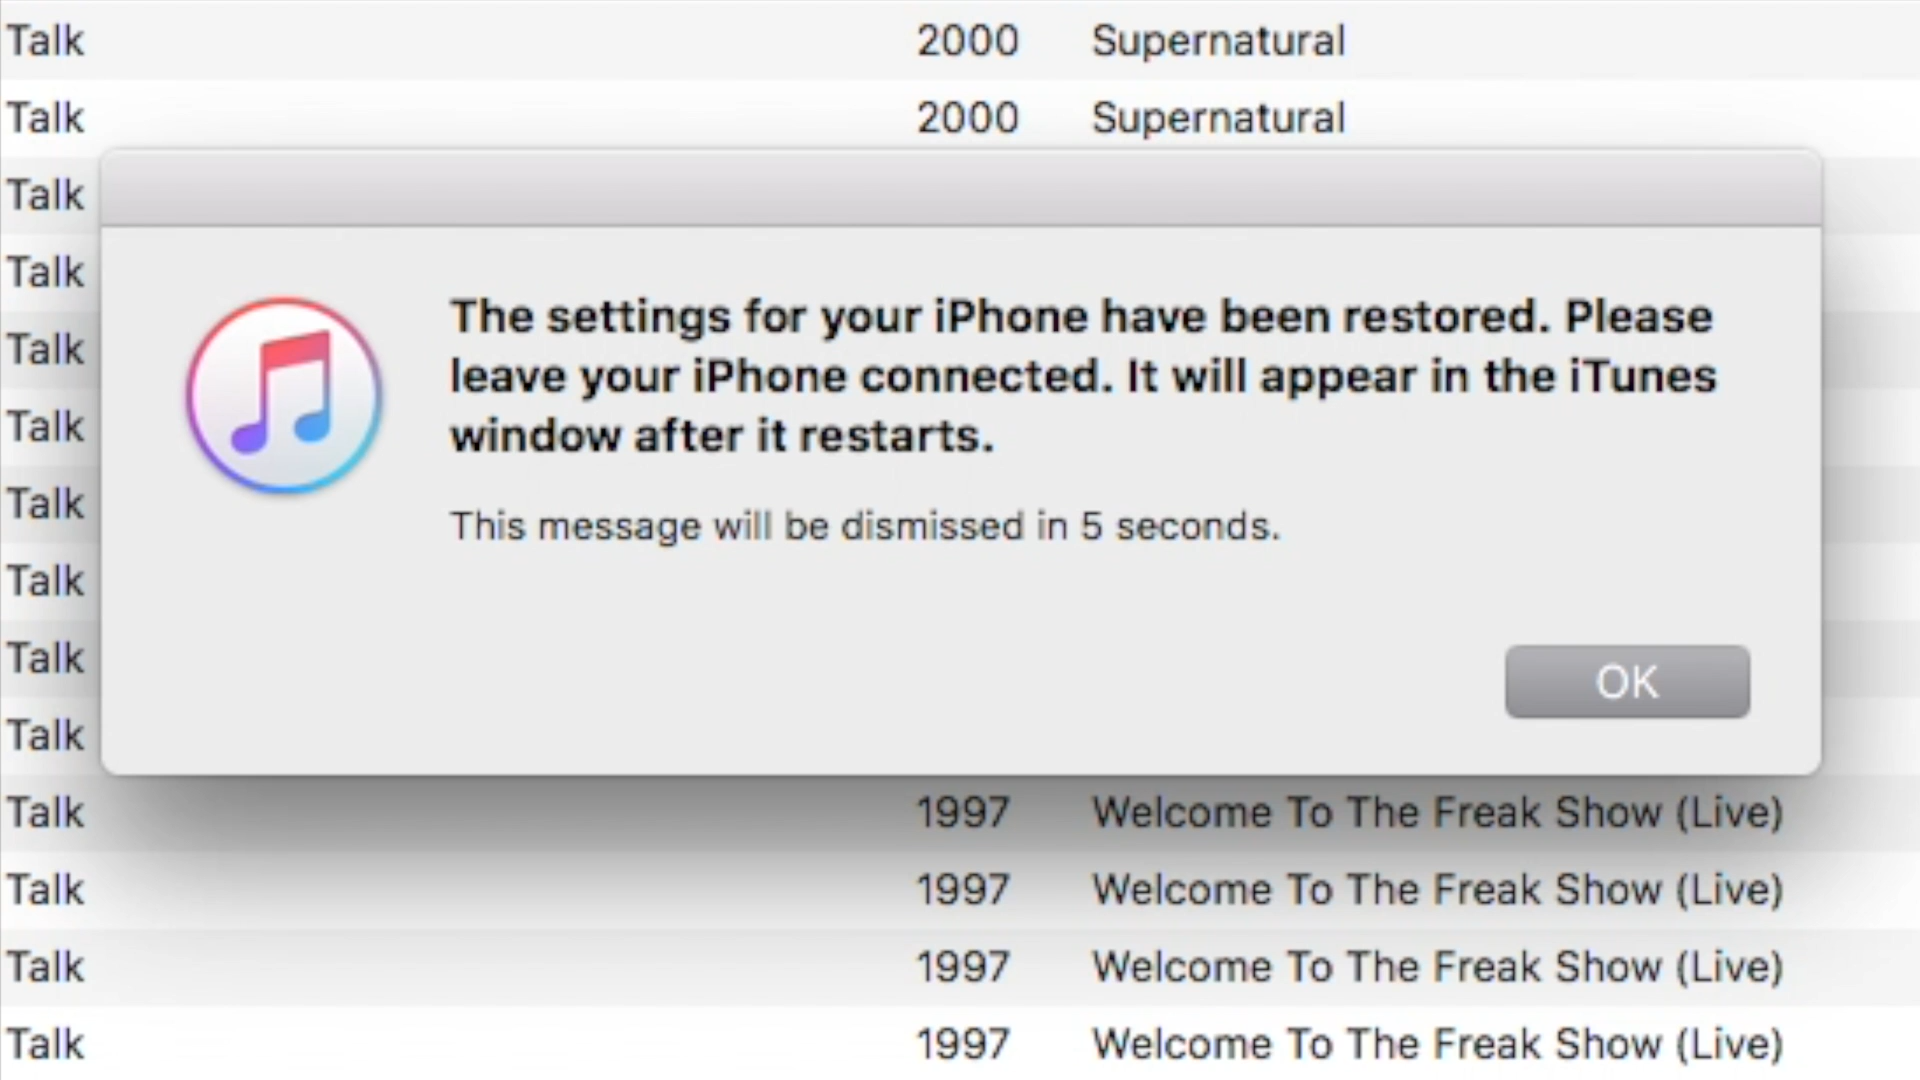 Talk 2000 Supernatural
Talk 2000 Supernatural
Talk
Talk
Talk
Talk
Talk
Talk
Talk
Talk
The settings for your iPhone have been restored. Please
leave your iPhone connected. It will appear in the iTunes
window after it restarts.
This message will be dismissed in 5 seconds.
OK
Talk 1997 Welcome To The Freak Show (Live)
Talk 1997 Welcome To The Freak Show (Live)
Talk 1997 Welcome To The Freak Show (Live)
Talk 1997 Welcome To The Freak Show (Live)